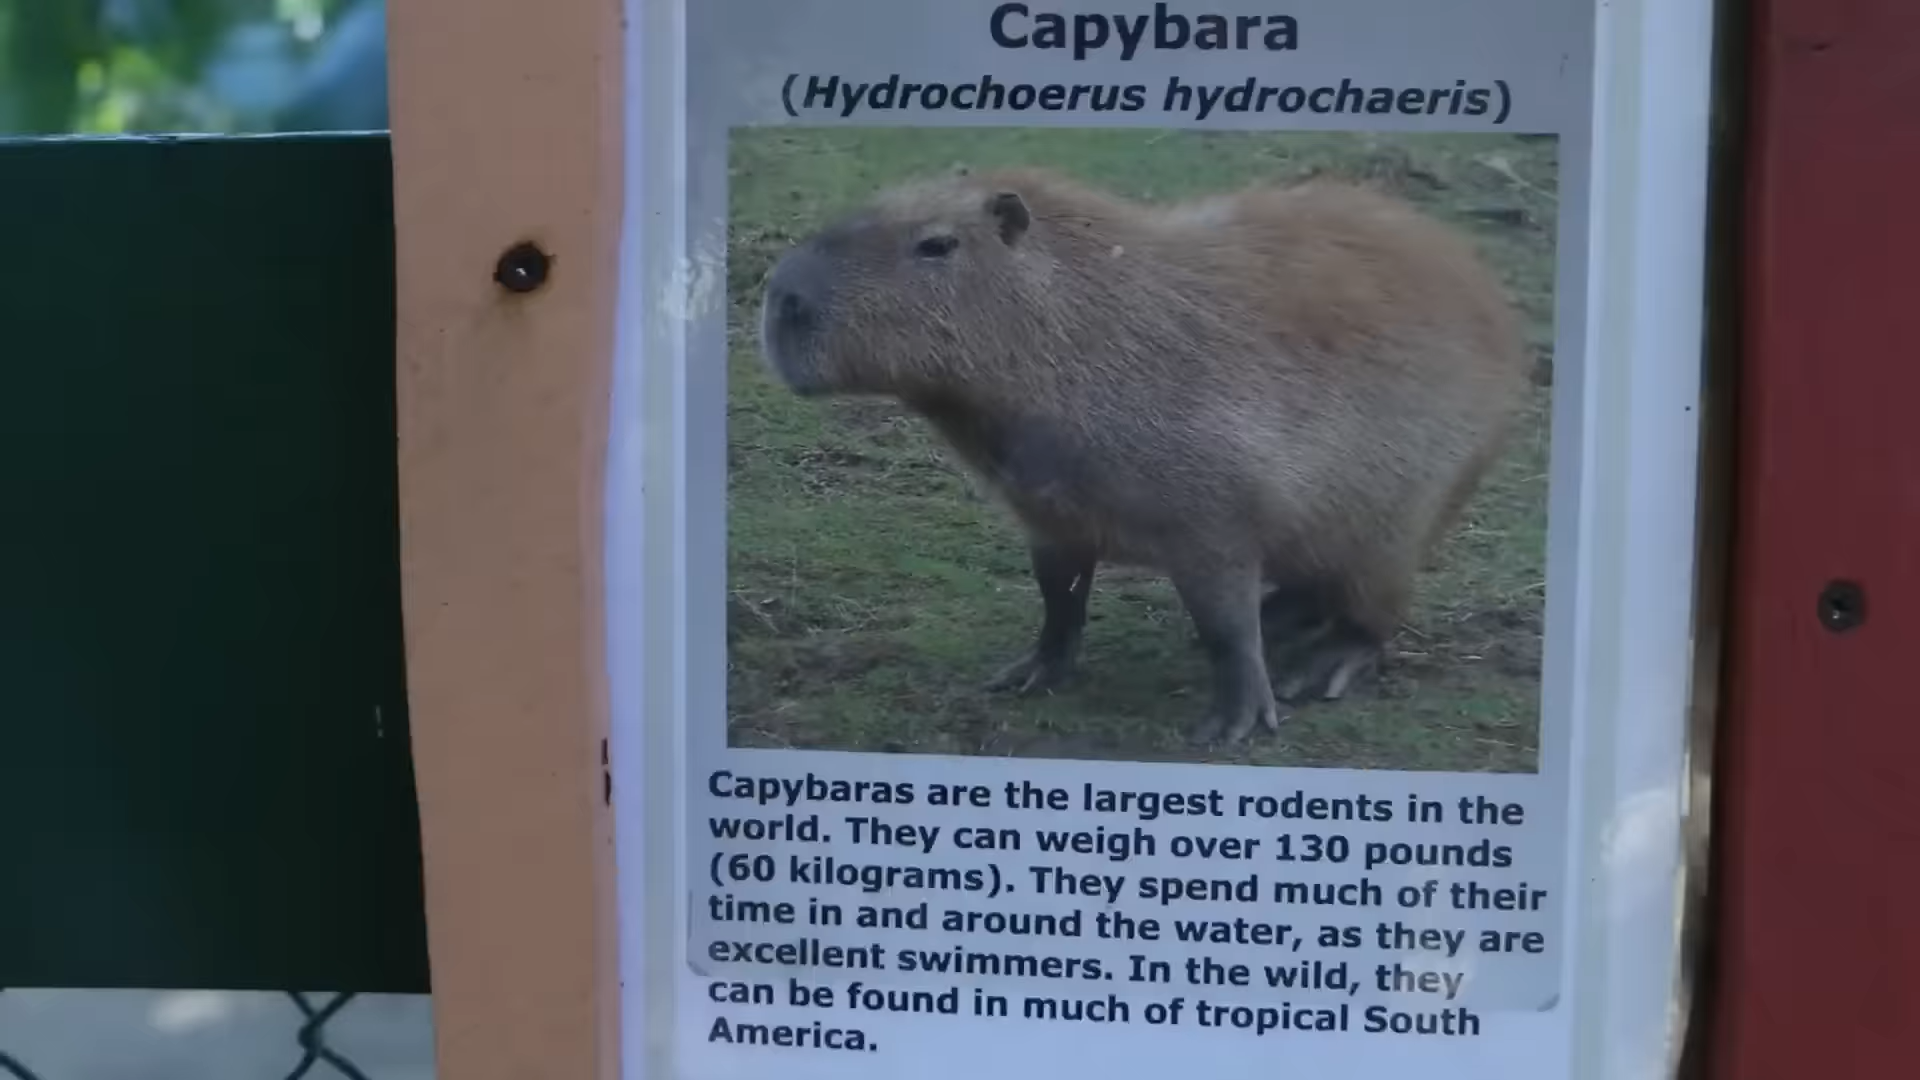 Capybara
(Hydrochoerus hydrochaeris)
Capybaras are the largest rodents in the
world. They can weigh over 130 pounds
(60 kilograms). They spend much of their
time in and around the water, as they are
excellent swimmers. In the wild, they
can be found in much of tropical South
America.